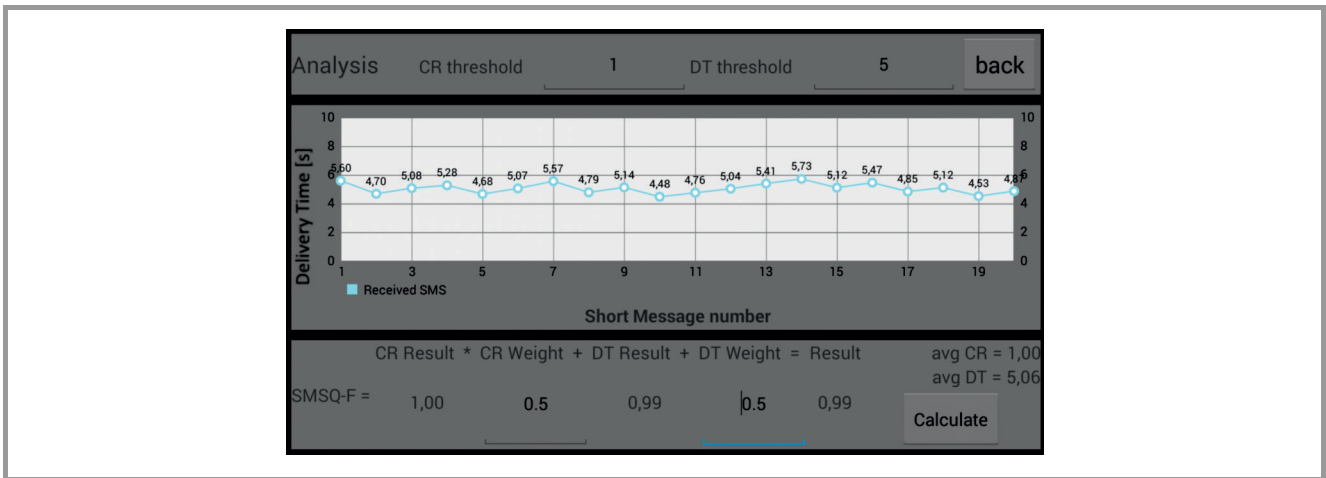 Analysis CR threshold 1 DT threshold 5 back
10 10
8 8
6 6
4 4
2 2
0 0
Delivery Time [s]
5,60 4,70 5,08 5,28 4,68 5,07 5,57 4,79 5,14 4,48 4,76 5,04 5,41 5,73 5,12 5,47 4,85 5,12 4,53 4,87
1 3 5 7 9 11 13 15 17 19
Received SMS
Short Message number
CR Result * CR Weight + DT Result + DT Weight = Result avg CR = 1,00
avg DT = 5,06
SMSQ-F = 1,00 0.5 0,99 0.5 0,99
Calculate